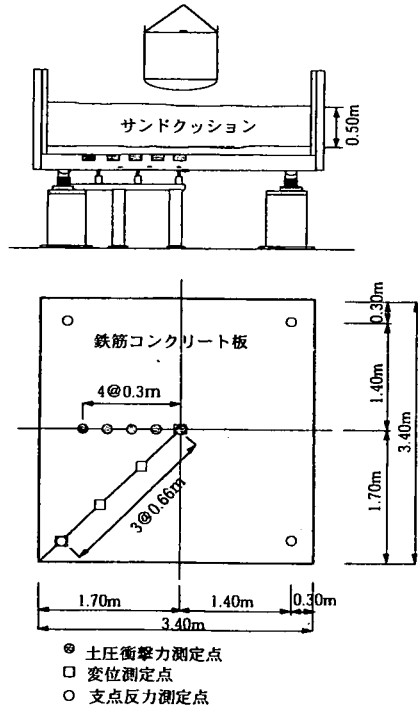 サンドクッション
0.50m
鉄筋コンクリート板
4@0.3m
3@0.66m
0.30m
1.40m
1.70m
3.40m
1.70m
1.40m
0.30m
3.40m
土圧衝撃力測定点
変位測定点
支点反力測定点